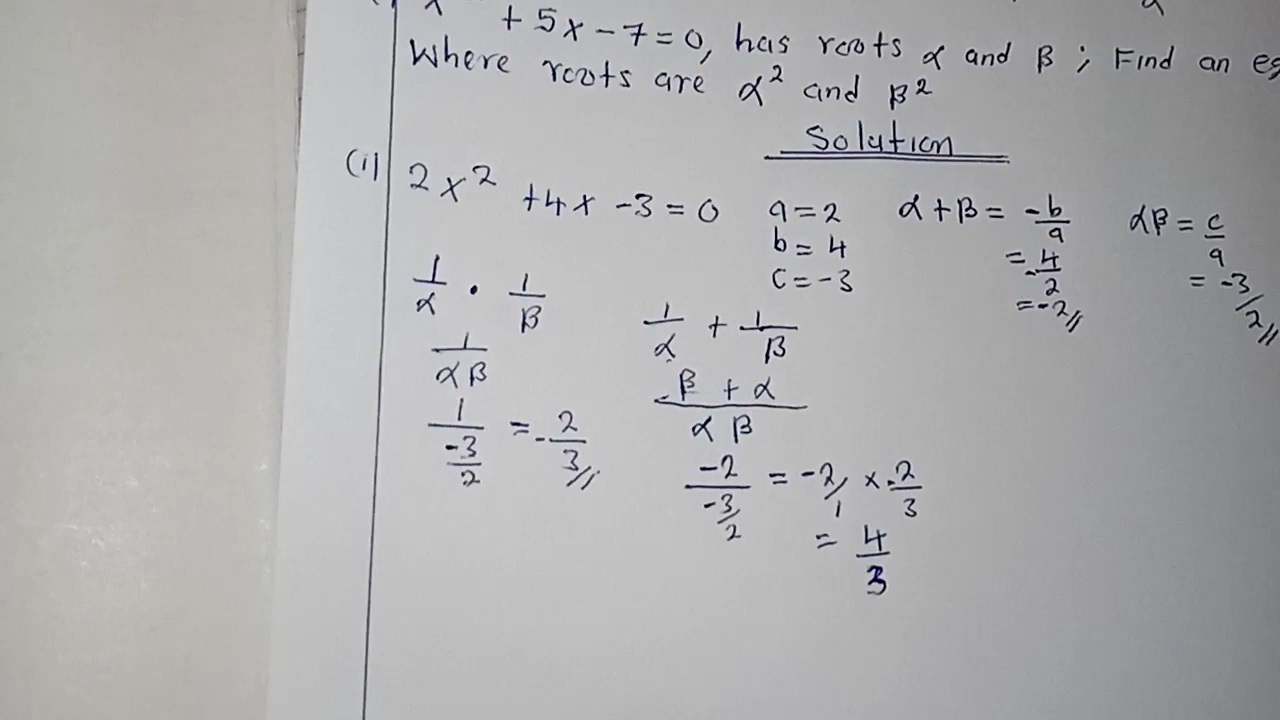 + 5x - 7 = 0, has roots α and β ; Find an
Where roots are α² and β²
Solution
(i) 2x² + 4x - 3 = 0
a = 2
b = 4
c = -3
α + β = -b/a
= -4/2
= -2//
αβ = c/a
= -3/2//
1/α · 1/β
1/αβ
1/(-3/2) = -2/3//
1/α + 1/β
β + α/αβ
-2/(-3/2) = -2/1 × -2/3
= 4/3